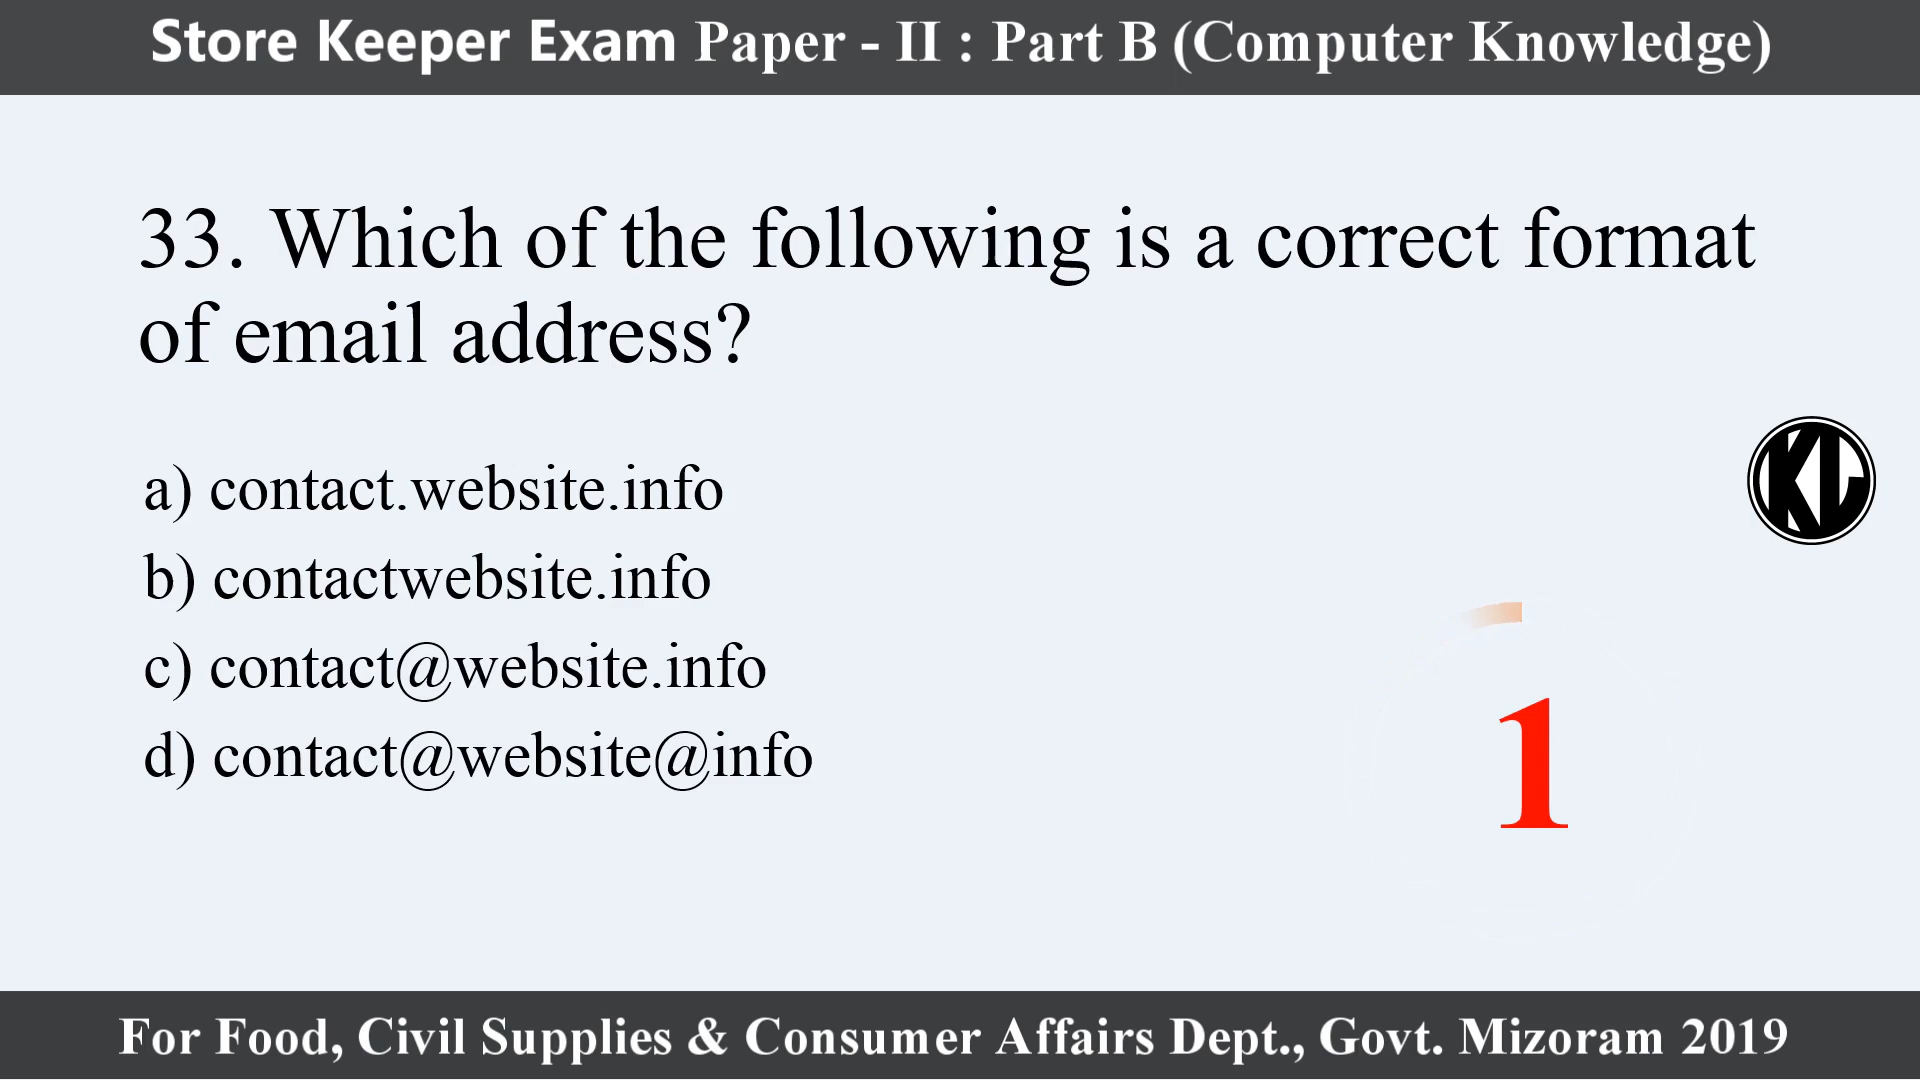 Store Keeper Exam Paper - II : Part B (Computer Knowledge)
33. Which of the following is a correct format
of email address?
a) contact.website.info
b) contactwebsite.info
c) contact@website.info
d) contact@website@info
KL
1
For Food, Civil Supplies & Consumer Affairs Dept., Govt. Mizoram 2019